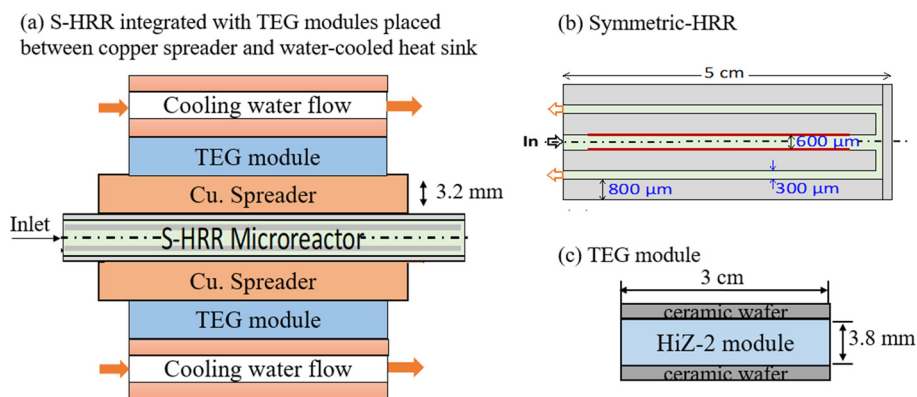 (a) S-HRR integrated with TEG modules placed
between copper spreader and water-cooled heat sink
Cooling water flow
TEG module
Cu. Spreader
3.2 mm
Inlet
S-HRR Microreactor
Cu. Spreader
TEG module
Cooling water flow
(b) Symmetric-HRR
5 cm
In
600 μm
800 μm
300 μm
(c) TEG module
3 cm
ceramic wafer
HiZ-2 module
3.8 mm
ceramic wafer